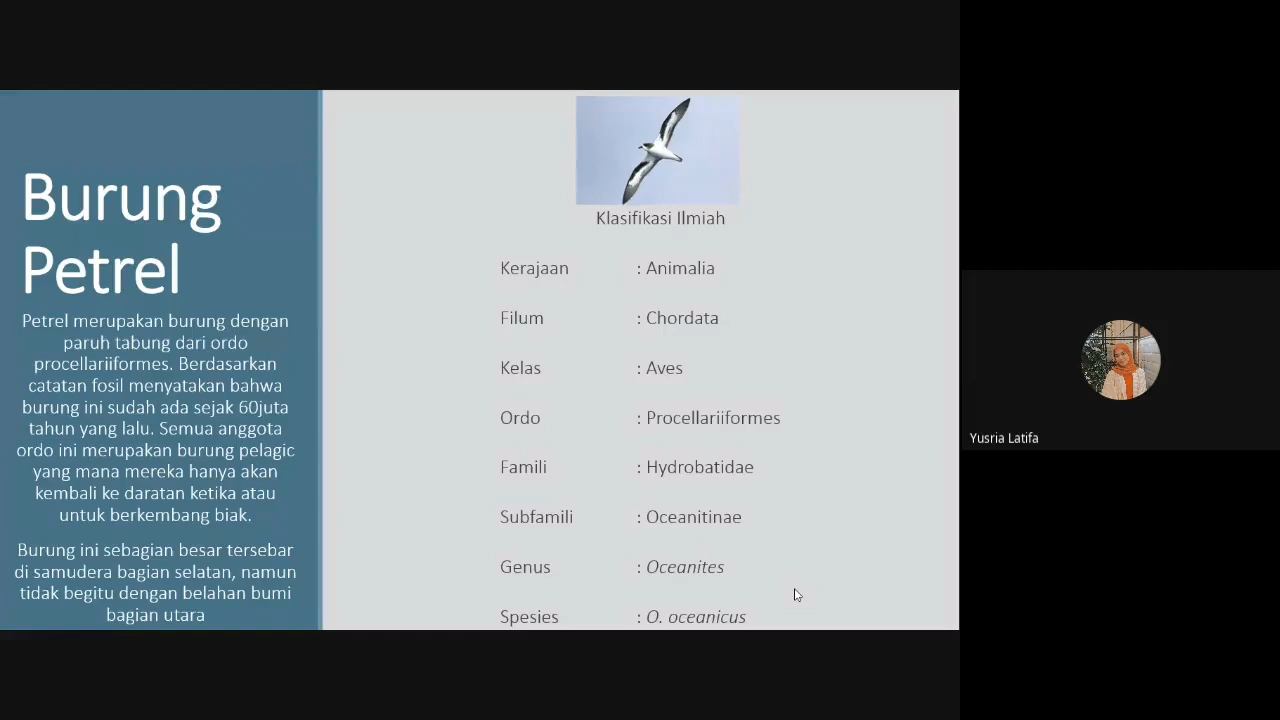 Burung
Petrel
Petrel merupakan burung dengan
paruh tabung dari ordo
procellariiformes. Berdasarkan
catatan fosil menyatakan bahwa
burung ini sudah ada sejak 60juta
tahun yang lalu. Semua anggota
ordo ini merupakan burung pelagic
yang mana mereka hanya akan
kembali ke daratan ketika atau
untuk berkembang biak.
Burung ini sebagian besar tersebar
di samudera bagian selatan, namun
tidak begitu dengan belahan bumi
bagian utara
Klasifikasi Ilmiah
Kerajaan : Animalia
Filum : Chordata
Kelas : Aves
Ordo : Procellariiformes
Famili : Hydrobatidae
Subfamili : Oceanitinae
Genus : Oceanites
Spesies : O. oceanicus
Yusria Latifa